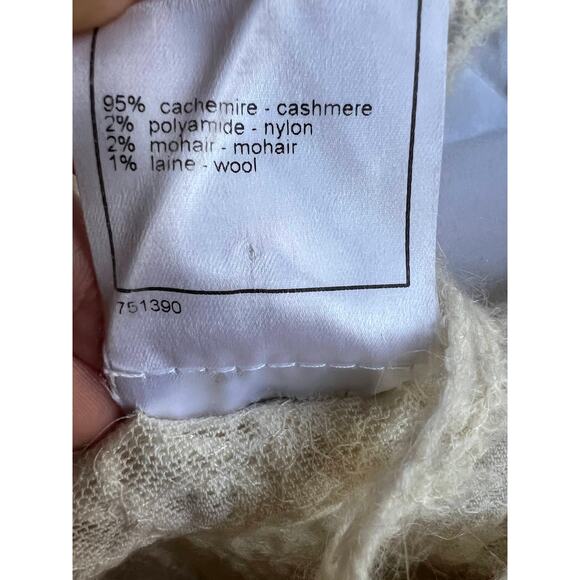 95% cachemire - cashmere
2% polyamide - nylon
2% mohair - mohair
1% laine - wool
751390